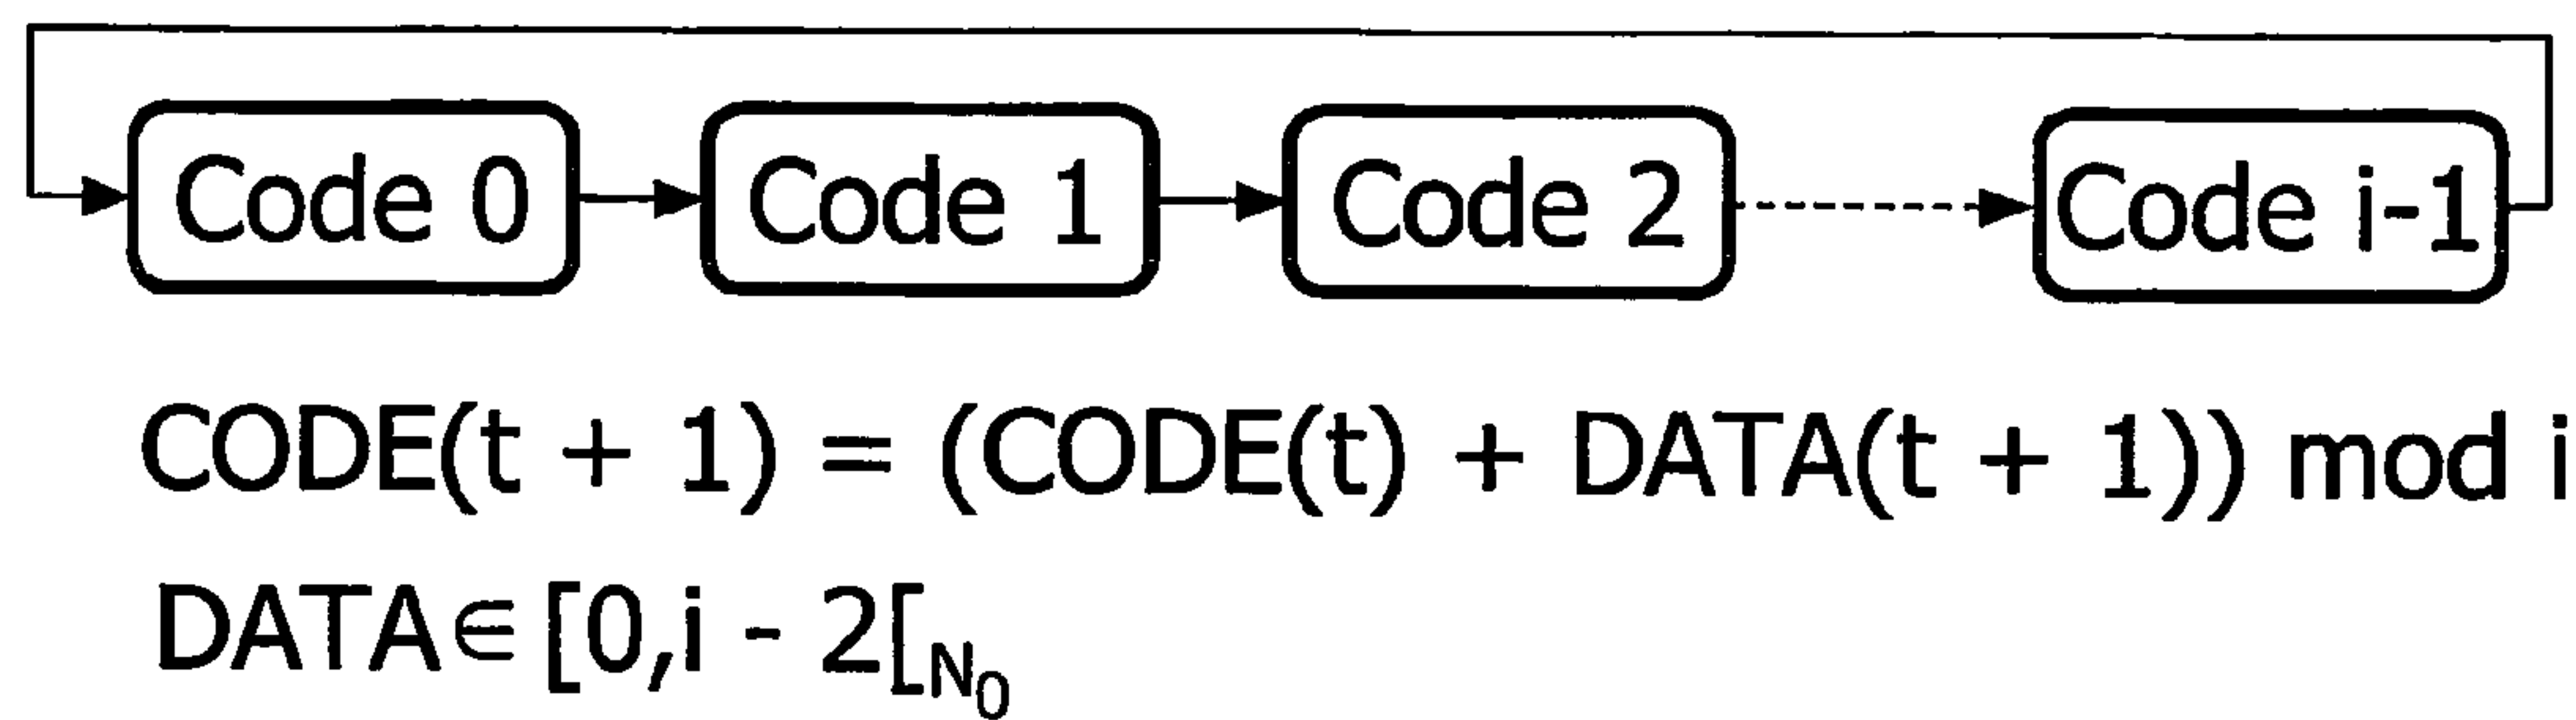 Code 0 Code 1 Code 2 Code i-1
CODE(t + 1) = (CODE(t) + DATA(t + 1)) mod i
DATA∈[0,i - 2[N₀